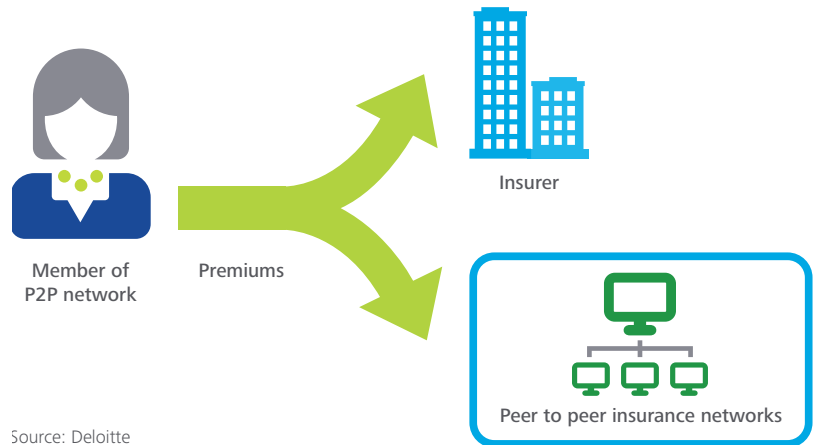 Insurer
Member of
P2P network
Premiums
Peer to peer insurance networks
Source: Deloitte